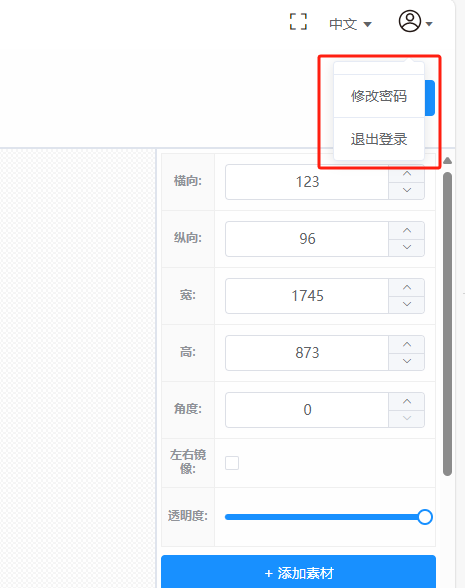 中文
修改密码
退出登录
横向:
123
纵向:
96
宽:
1745
高:
873
角度:
0
左右镜
像:
透明度:
+ 添加素材